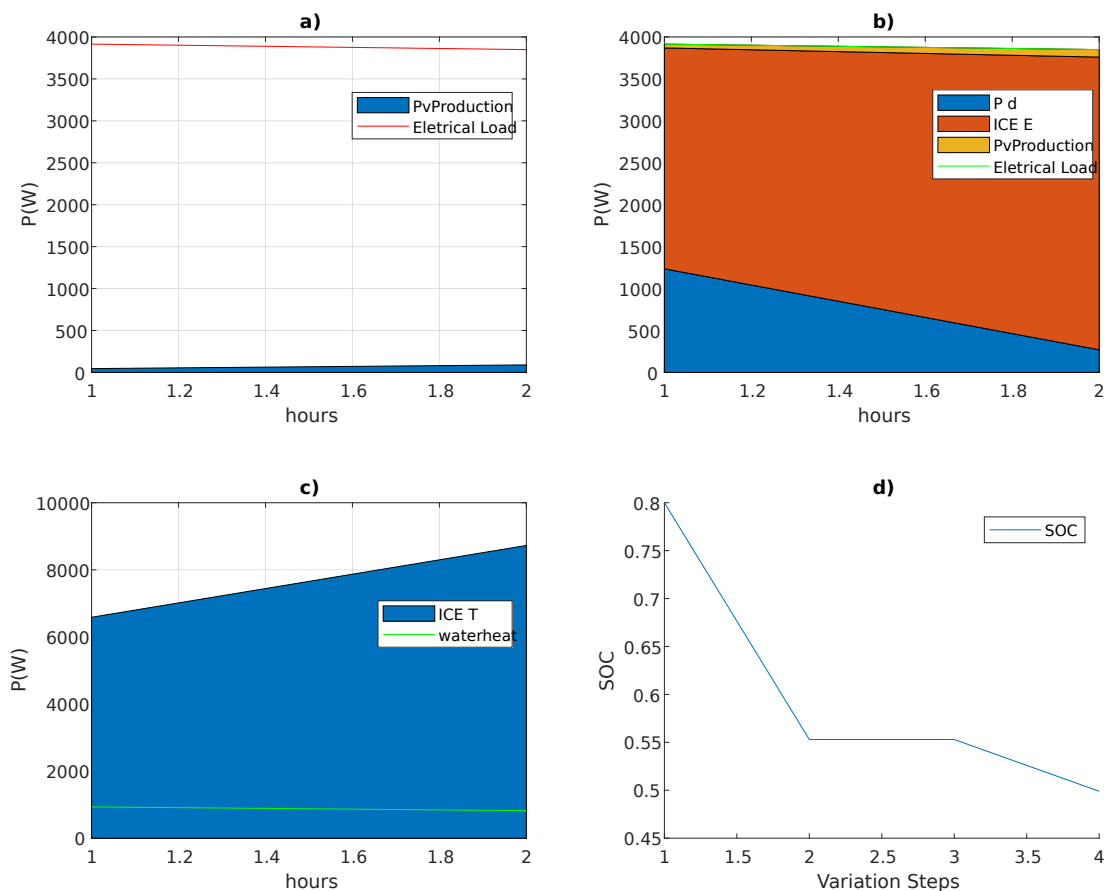 a)
4000
3500
3000
2500
2000
1500
1000
500
0
P(W)
PvProduction
Eletrical Load
1 1.2 1.4 1.6 1.8 2
hours
b)
4000
3500
3000
2500
2000
1500
1000
500
0
P(W)
P d
ICE E
PvProduction
Eletrical Load
1 1.2 1.4 1.6 1.8 2
hours
c)
10000
8000
6000
4000
2000
0
P(W)
ICE T
waterheat
1 1.2 1.4 1.6 1.8 2
hours
d)
0.8
0.75
0.7
0.65
0.6
0.55
0.5
0.45
SOC
SOC
1 1.5 2 2.5 3 3.5 4
Variation Steps